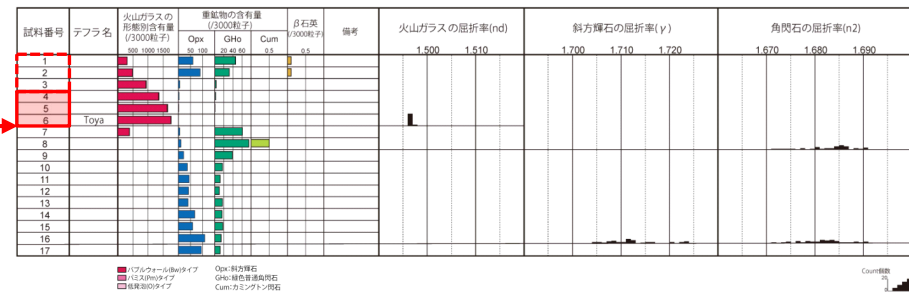 試料番号 テフラ名 火山ガラスの形態別含有量(/3000粒子) 重鉱物の含有量(/3000粒子) β石英(/3000粒子) 備考 火山ガラスの屈折率(nd) 斜方輝石の屈折率(γ) 角閃石の屈折率(n2)
Opx GHo Cum
500 1000 1500 50 100 20 40 60 0.5 0.5 1.500 1.510 1.700 1.710 1.720 1.670 1.680 1.690
1
2
3
4
5
6 Toya
7
8
9
10
11
12
13
14
15
16
17
バブルウォール(Bw)タイプ Opx:斜方輝石
パミス(Pm)タイプ GHo:緑色普通角閃石
低発泡(O)タイプ Cum:カミングトン閃石
Count個数
20
0